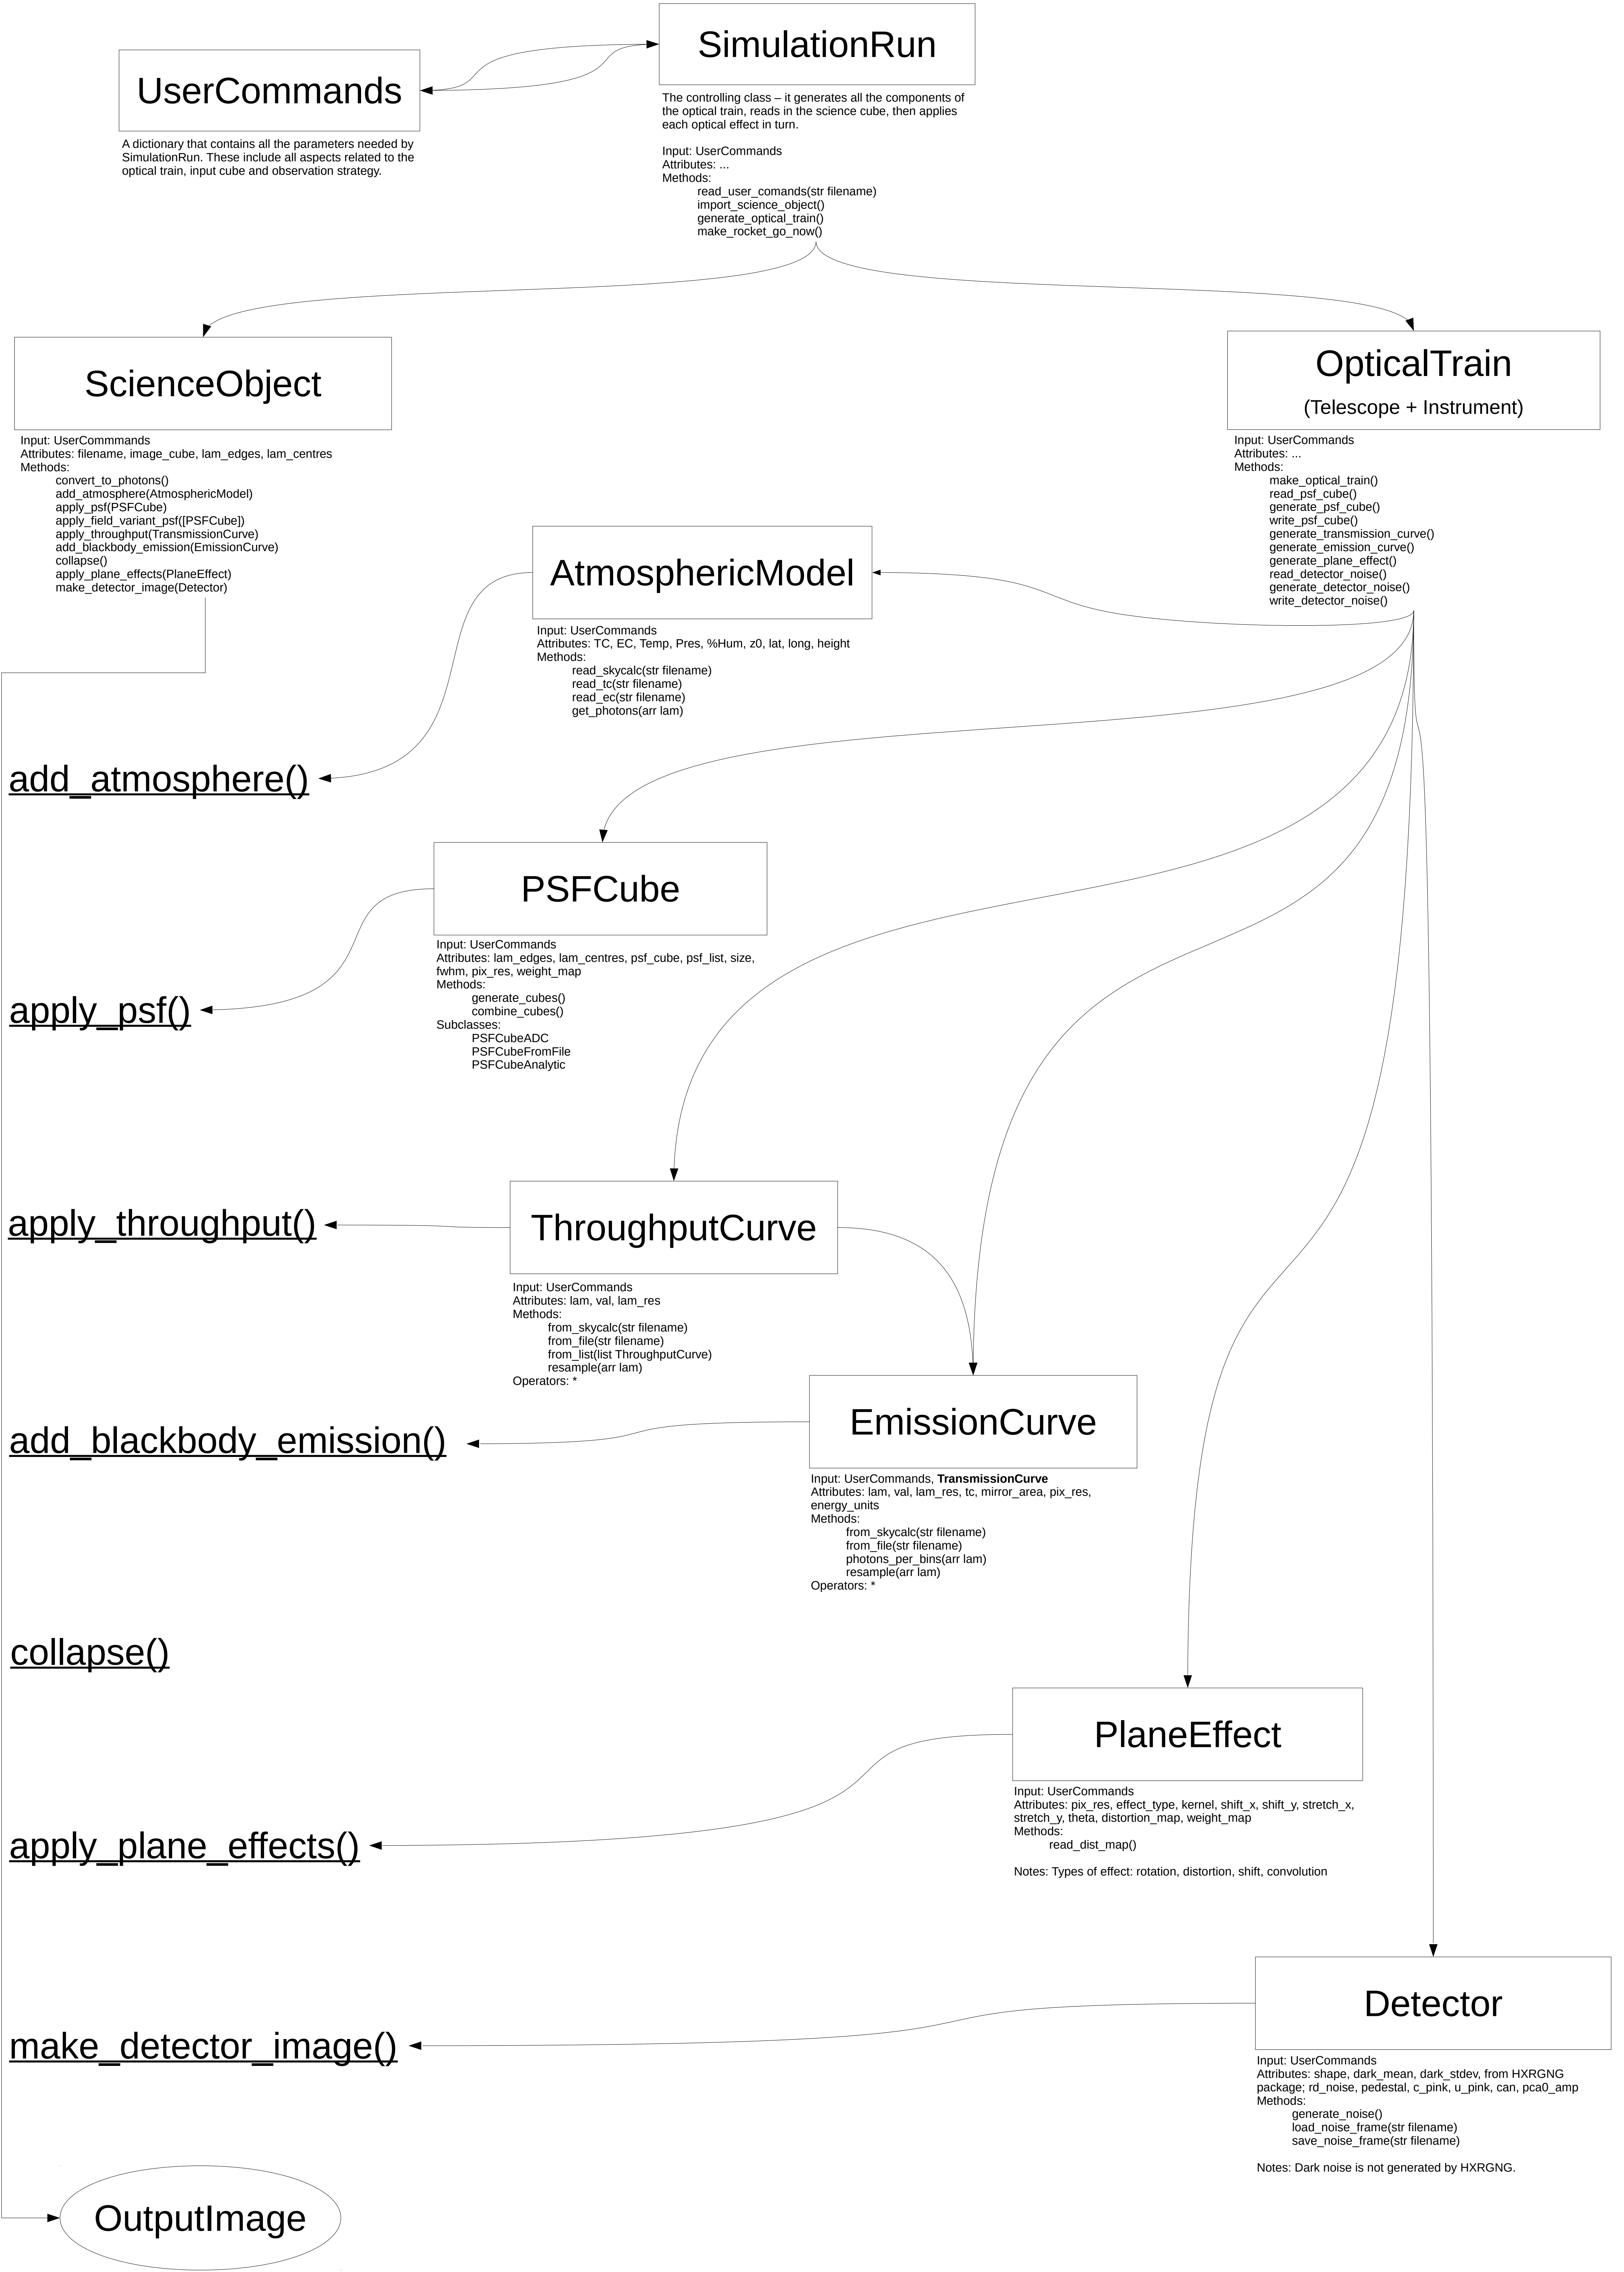 SimulationRun
UserCommands
The controlling class – it generates all the components of
the optical train, reads in the science cube, then applies
each optical effect in turn.
Input: UserCommands
Attributes: ...
Methods:
read_user_comands(str filename)
import_science_object()
generate_optical_train()
make_rocket_go_now()
A dictionary that contains all the parameters needed by
SimulationRun. These include all aspects related to the
optical train, input cube and observation strategy.
ScienceObject
Input: UserCommmands
Attributes: filename, image_cube, lam_edges, lam_centres
Methods:
convert_to_photons()
add_atmosphere(AtmosphericModel)
apply_psf(PSFCube)
apply_field_variant_psf([PSFCube])
apply_throughput(TransmissionCurve)
add_blackbody_emission(EmissionCurve)
collapse()
apply_plane_effects(PlaneEffect)
make_detector_image(Detector)
OpticalTrain
(Telescope + Instrument)
Input: UserCommands
Attributes: ...
Methods:
make_optical_train()
read_psf_cube()
generate_psf_cube()
write_psf_cube()
generate_transmission_curve()
generate_emission_curve()
generate_plane_effect()
read_detector_noise()
generate_detector_noise()
write_detector_noise()
AtmosphericModel
Input: UserCommands
Attributes: TC, EC, Temp, Pres, %Hum, z0, lat, long, height
Methods:
read_skycalc(str filename)
read_tc(str filename)
read_ec(str filename)
get_photons(arr lam)
add_atmosphere()
PSFCube
Input: UserCommands
Attributes: lam_edges, lam_centres, psf_cube, psf_list, size,
fwhm, pix_res, weight_map
Methods:
generate_cubes()
combine_cubes()
Subclasses:
PSFCubeADC
PSFCubeFromFile
PSFCubeAnalytic
apply_psf()
apply_throughput()
ThroughputCurve
Input: UserCommands
Attributes: lam, val, lam_res
Methods:
from_skycalc(str filename)
from_file(str filename)
from_list(list ThroughputCurve)
resample(arr lam)
Operators: *
add_blackbody_emission()
EmissionCurve
Input: UserCommands, TransmissionCurve
Attributes: lam, val, lam_res, tc, mirror_area, pix_res,
energy_units
Methods:
from_skycalc(str filename)
from_file(str filename)
photons_per_bins(arr lam)
resample(arr lam)
Operators: *
collapse()
PlaneEffect
Input: UserCommands
Attributes: pix_res, effect_type, kernel, shift_x, shift_y, stretch_x,
stretch_y, theta, distortion_map, weight_map
Methods:
read_dist_map()
Notes: Types of effect: rotation, distortion, shift, convolution
apply_plane_effects()
Detector
Input: UserCommands
Attributes: shape, dark_mean, dark_stdev, from HXRGNG
package; rd_noise, pedestal, c_pink, u_pink, can, pca0_amp
Methods:
generate_noise()
load_noise_frame(str filename)
save_noise_frame(str filename)
Notes: Dark noise is not generated by HXRGNG.
make_detector_image()
OutputImage